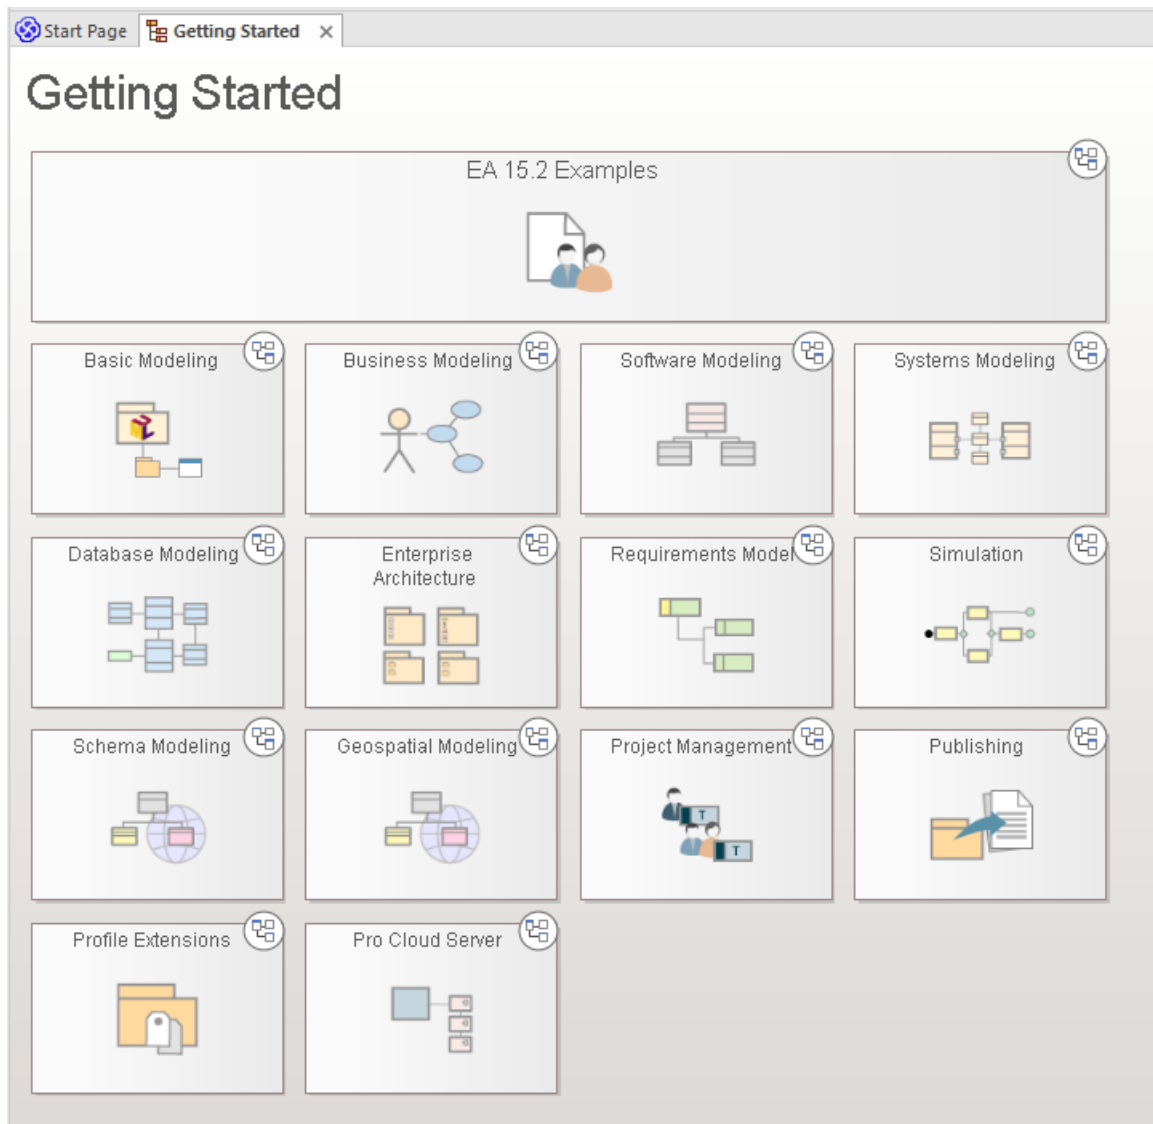 Start Page
Getting Started
Getting Started
EA 15.2 Examples
Basic Modeling
Business Modeling
Software Modeling
Systems Modeling
Database Modeling
Enterprise
Architecture
Requirements Model
Simulation
Schema Modeling
Geospatial Modeling
Project Management
T
T
Publishing
Profile Extensions
Pro Cloud Server